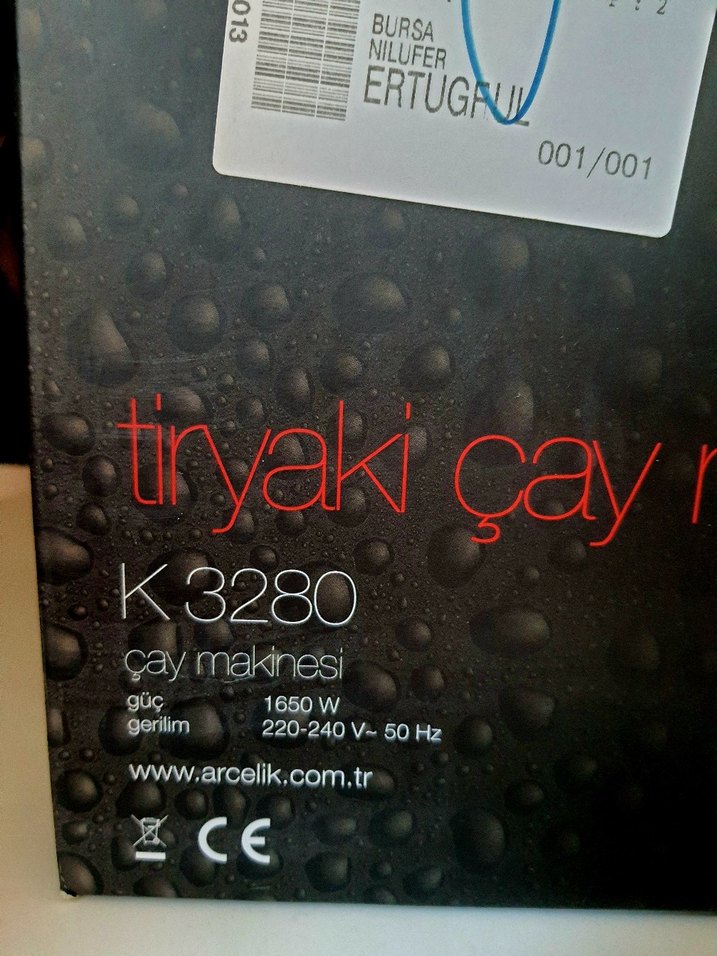 013
BURSA
NILUFER
ERTUGRUL
001/001
tiryaki çay
K 3280
çay makinesi
güç 1650 W
gerilim 220-240 V~ 50 Hz
www.arcelik.com.tr
CE